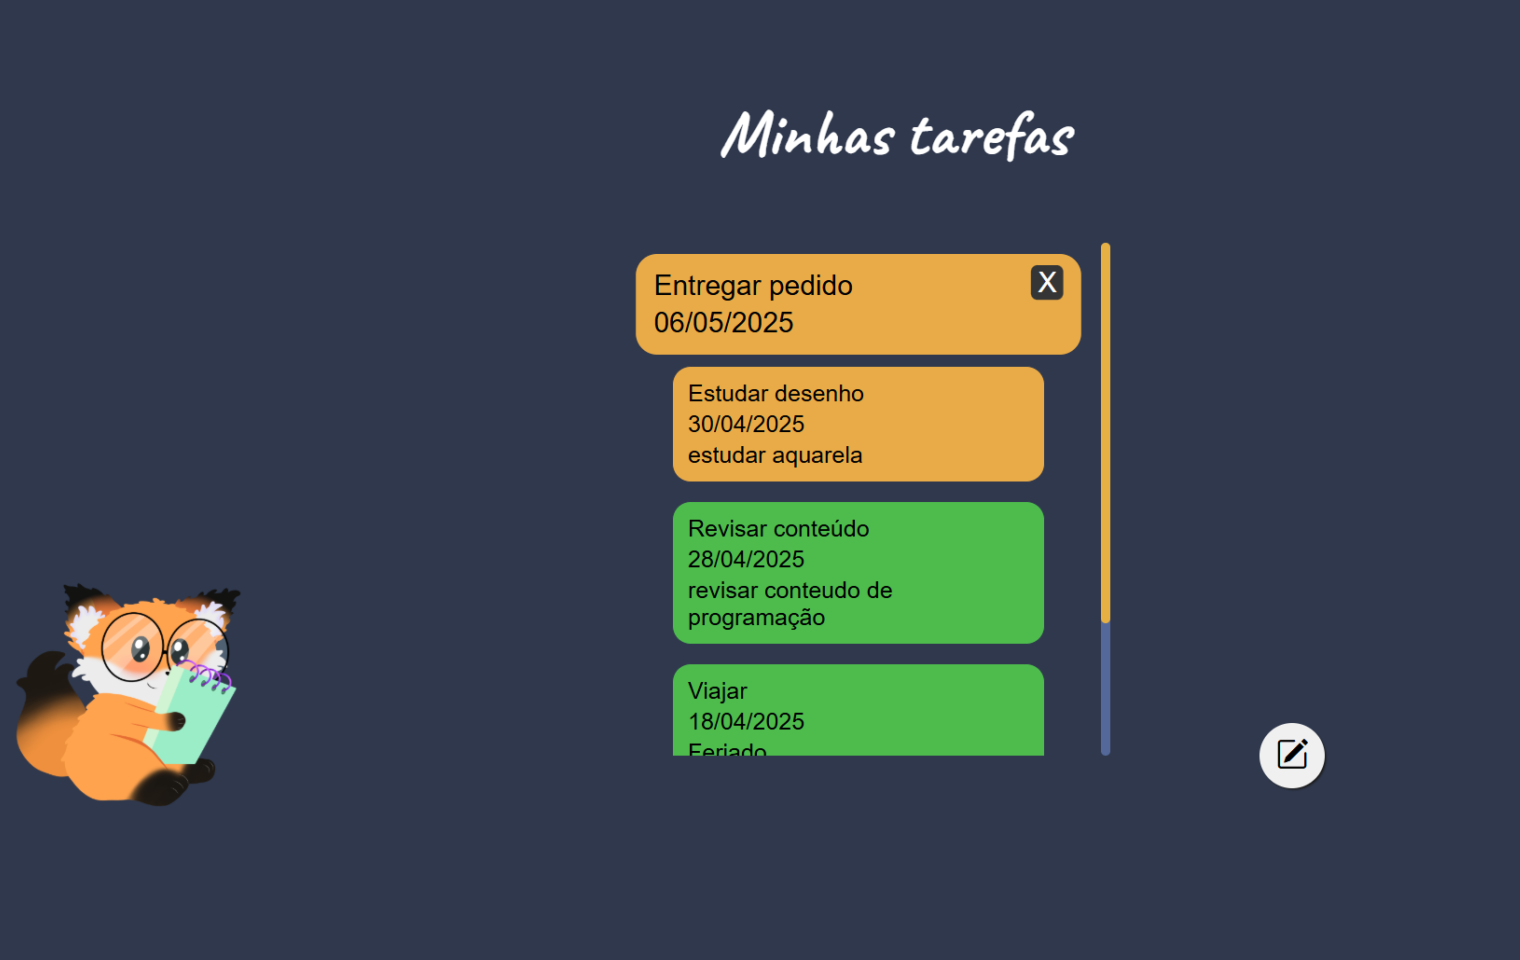 Minhas tarefas
Entregar pedido
X
06/05/2025
Estudar desenho
30/04/2025
estudar aquarela
Revisar conteúdo
28/04/2025
revisar conteudo de
programação
Viajar
18/04/2025
Feriado